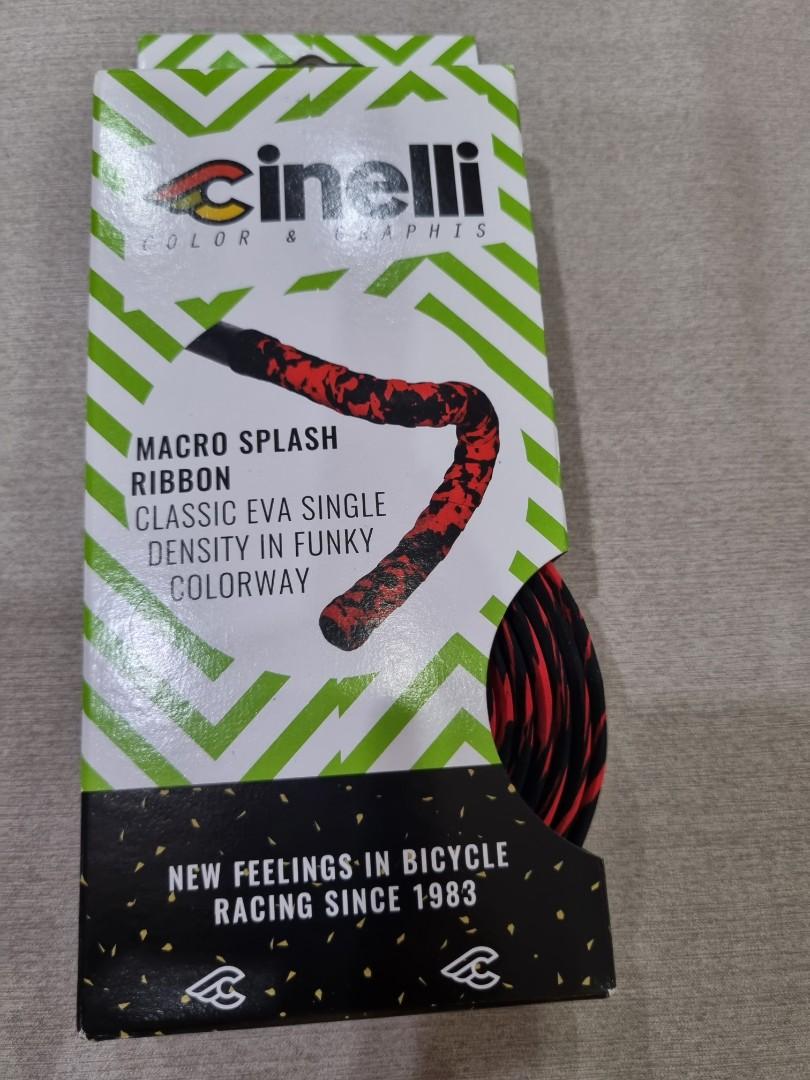 cinelli
COLOR & GRAPHIS
MACRO SPLASH
RIBBON
CLASSIC EVA SINGLE
DENSITY IN FUNKY
COLORWAY
NEW FEELINGS IN BICYCLE
RACING SINCE 1983